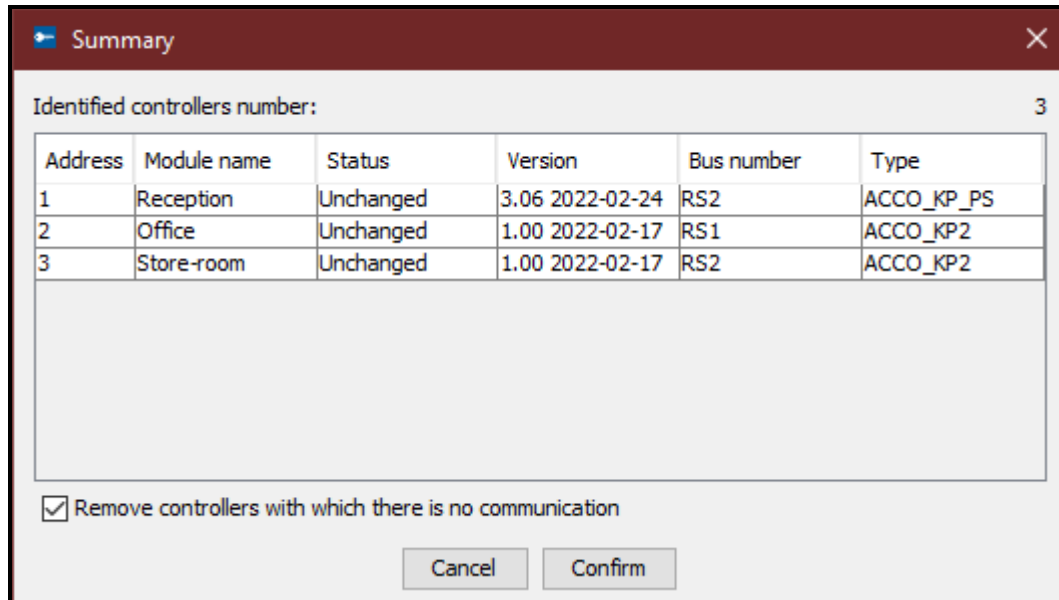 Summary
Identified controllers number: 3
Address Module name Status Version Bus number Type
1 Reception Unchanged 3.06 2022-02-24 RS2 ACCO_KP_PS
2 Office Unchanged 1.00 2022-02-17 RS1 ACCO_KP2
3 Store-room Unchanged 1.00 2022-02-17 RS2 ACCO_KP2
Remove controllers with which there is no communication
Cancel Confirm